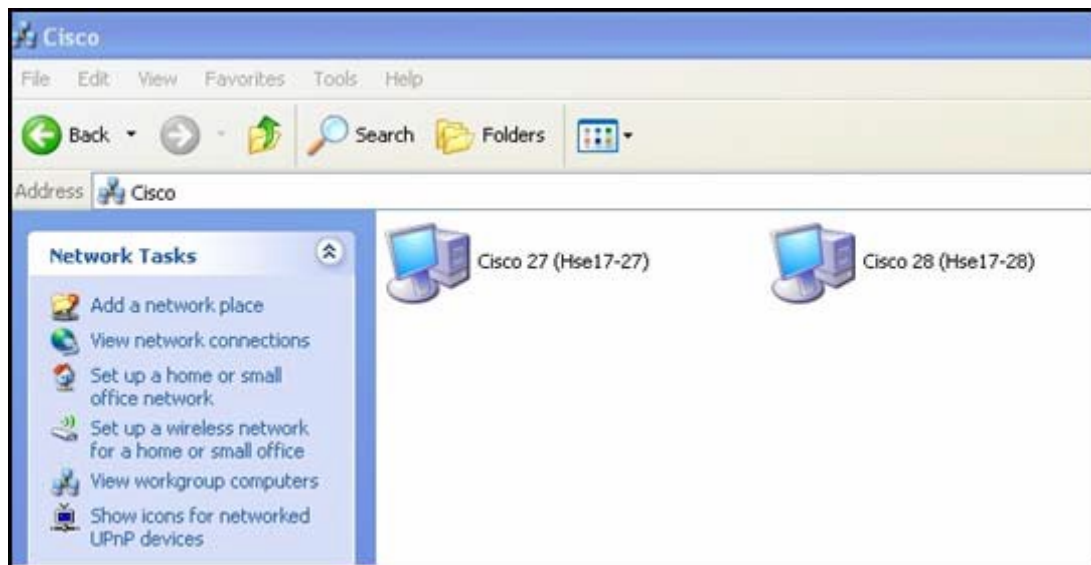 Cisco
File Edit View Favorites Tools Help
Back Search Folders
Address Cisco
Network Tasks
Add a network place
View network connections
Set up a home or small
office network
Set up a wireless network
for a home or small office
View workgroup computers
Show icons for networked
UPnP devices
Cisco 27 (Hse17-27)
Cisco 28 (Hse17-28)